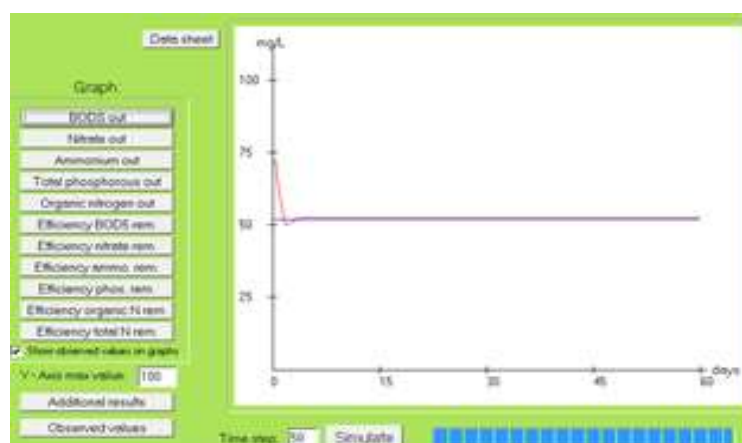 Data sheet
mg/L
Graph:
100
BOD5 out
Nitrate out
Ammonium out
75
Total phosphorous out
Organic nitrogen out
Efficiency BOD5 rem.
50
Efficiency nitrate rem.
Efficiency ammo. rem.
Efficiency phos. rem.
25
Efficiency organic N rem.
Efficiency total N rem.
Show observed values on graphs
Y - Axis max value: 100
0 15 30 45 60 days
Additional results
Observed values
Time step: Simulate